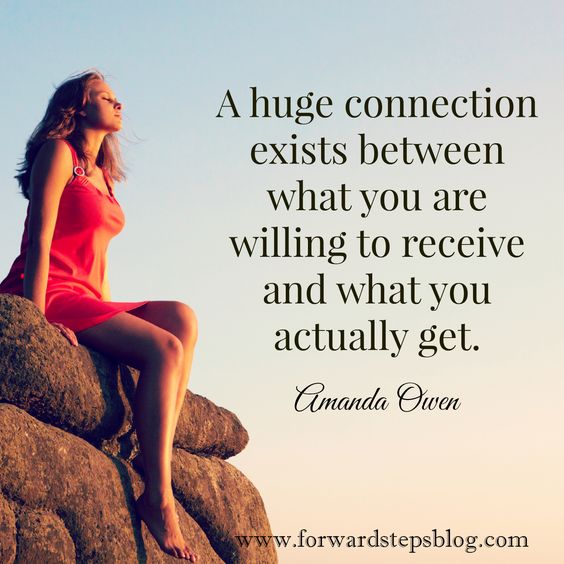 A huge connection
exists between
what you are
willing to receive
and what you
actually get.
Amanda Owen
www.forwardstepsblog.com